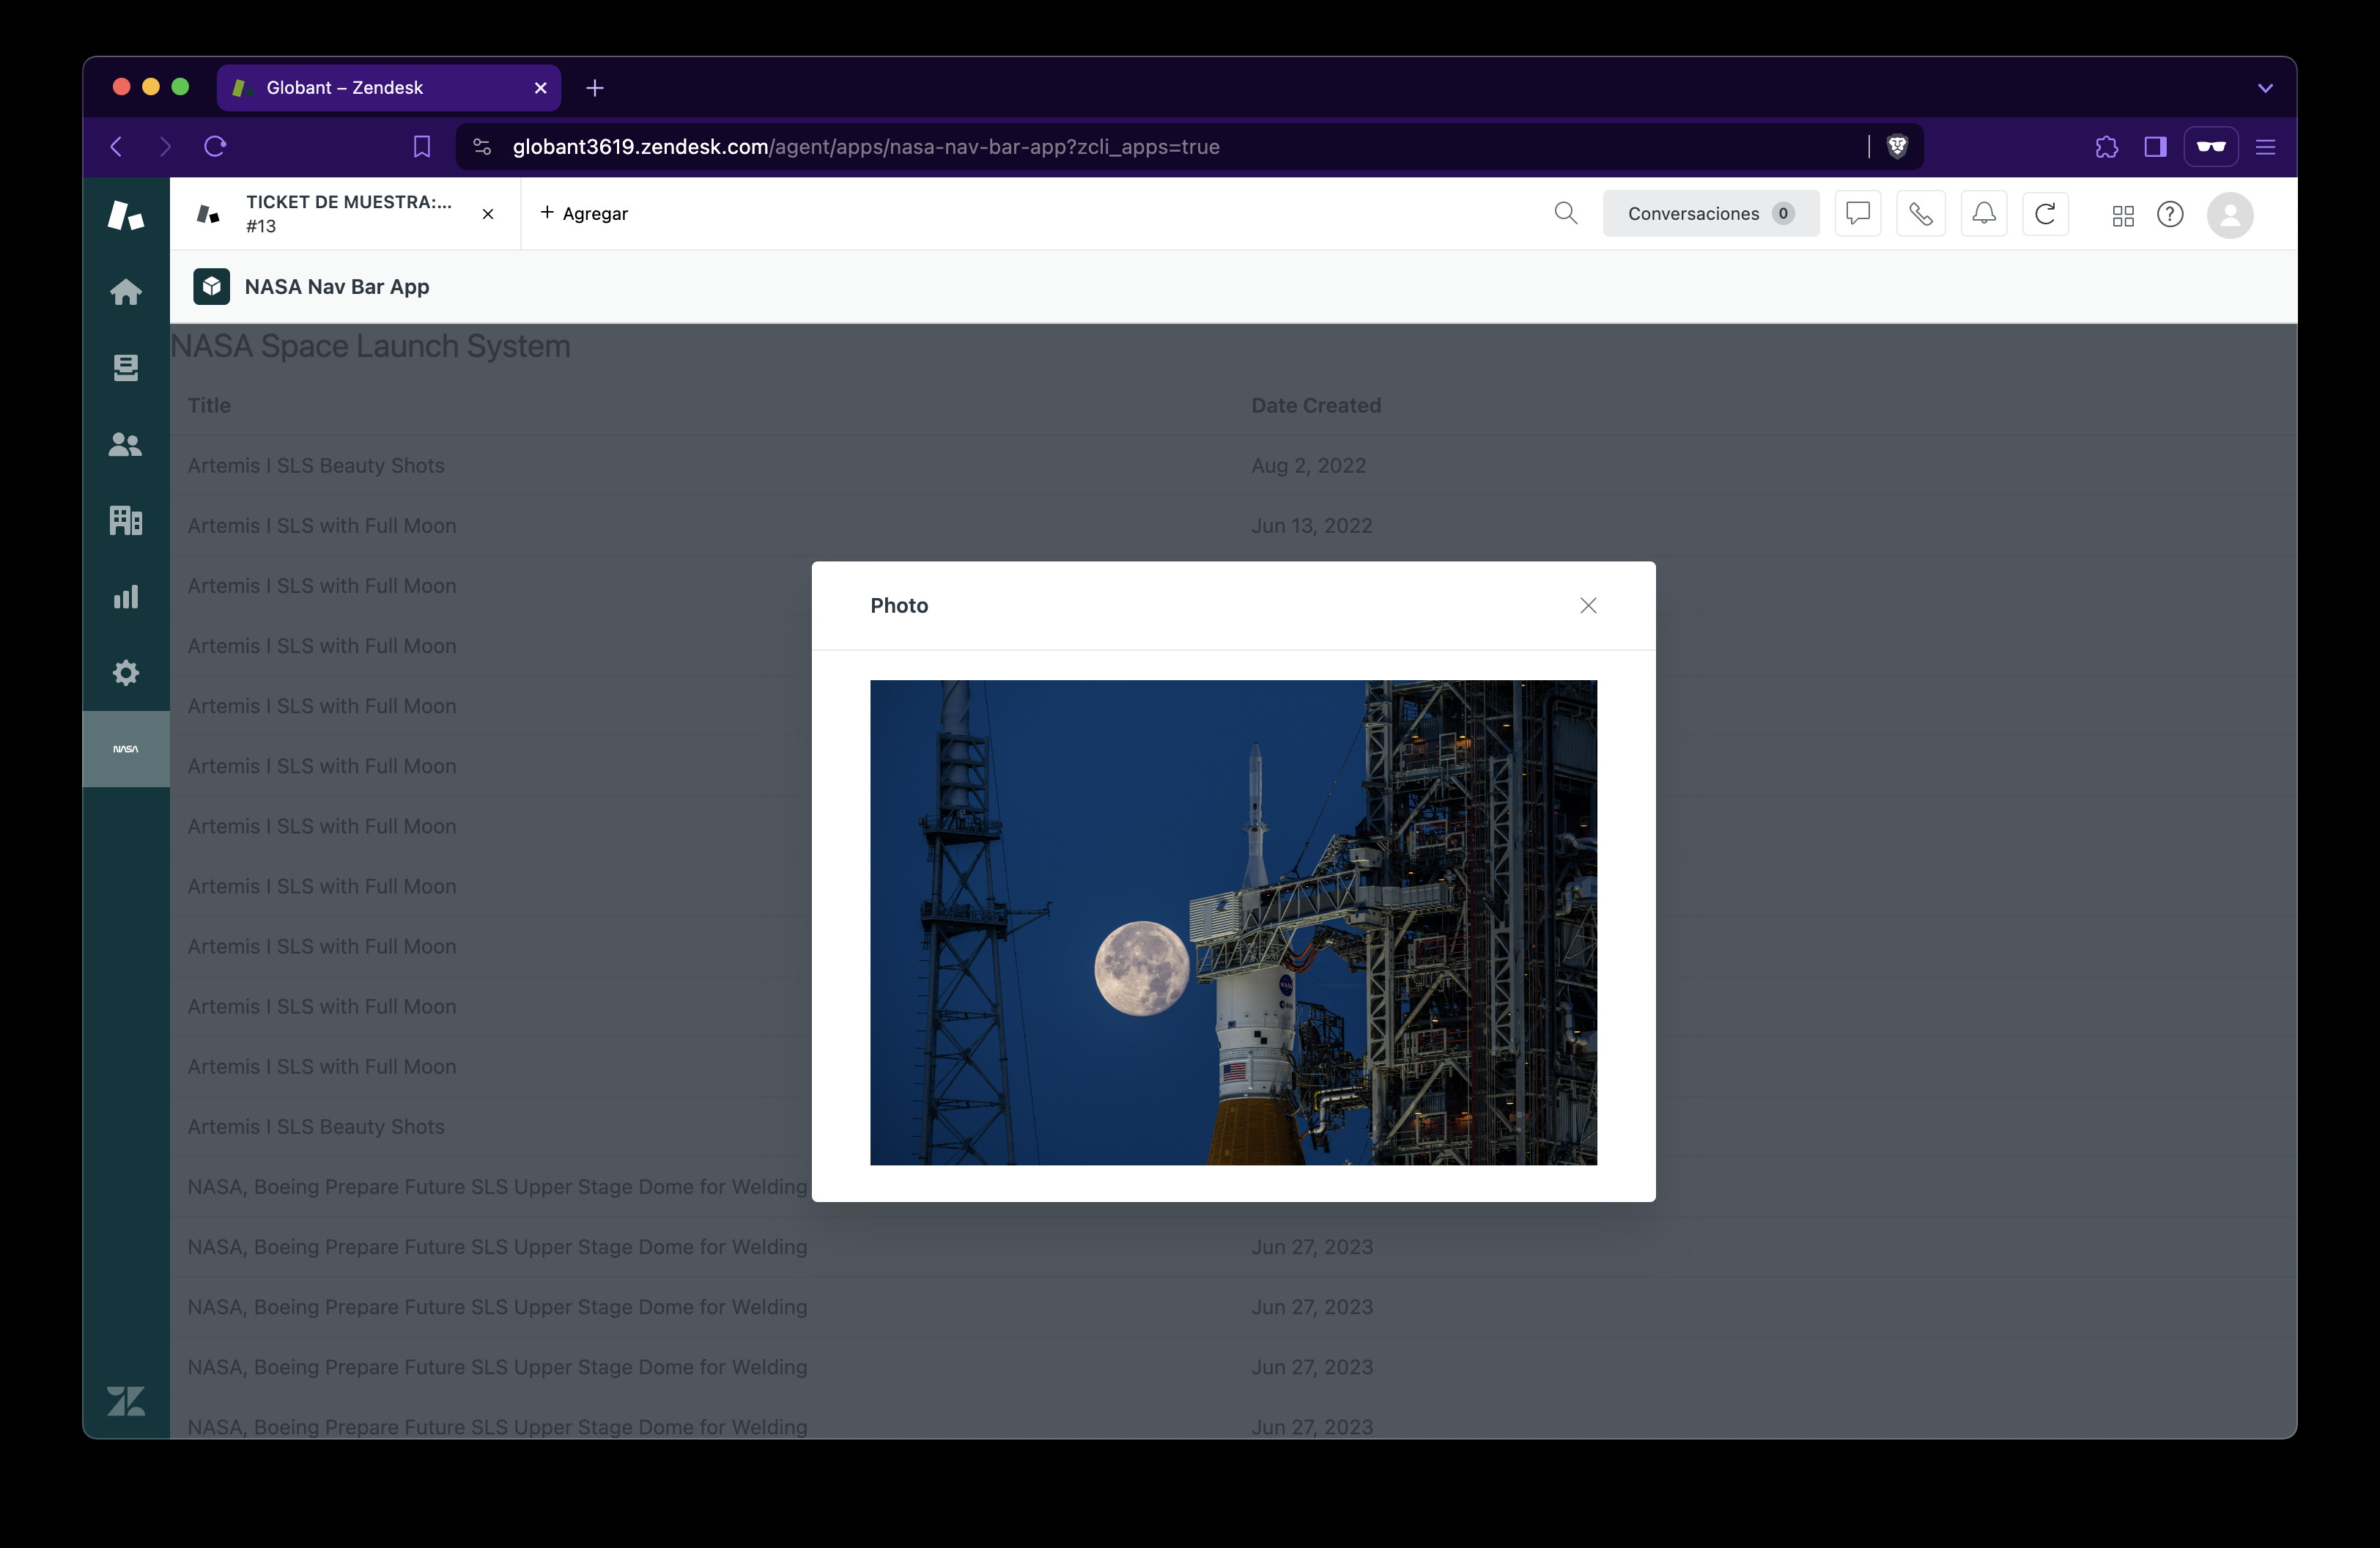 Globant – Zendesk
globant3619.zendesk.com/agent/apps/nasa-nav-bar-app?zcli_apps=true
TICKET DE MUESTRA:...
#13
+ Agregar
Conversaciones 0
NASA Nav Bar App
NASA Space Launch System
Title Date Created
Artemis I SLS Beauty Shots Aug 2, 2022
Artemis I SLS with Full Moon Jun 13, 2022
Artemis I SLS with Full Moon
Photo
Artemis I SLS with Full Moon
Artemis I SLS with Full Moon
NASA
Artemis I SLS with Full Moon
Artemis I SLS with Full Moon
Artemis I SLS with Full Moon
Artemis I SLS with Full Moon
Artemis I SLS with Full Moon
NASA
Artemis I SLS with Full Moon
Artemis I SLS Beauty Shots
NASA, Boeing Prepare Future SLS Upper Stage Dome for Welding
NASA, Boeing Prepare Future SLS Upper Stage Dome for Welding Jun 27, 2023
NASA, Boeing Prepare Future SLS Upper Stage Dome for Welding Jun 27, 2023
NASA, Boeing Prepare Future SLS Upper Stage Dome for Welding Jun 27, 2023
NASA, Boeing Prepare Future SLS Upper Stage Dome for Welding Jun 27, 2023